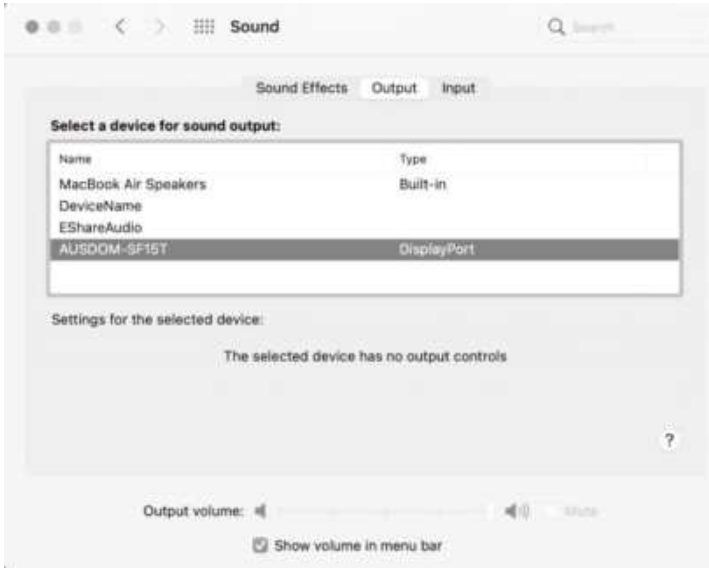 Sound
Search
Sound Effects Output Input
Select a device for sound output:
Name Type
MacBook Air Speakers Built-in
DeviceName
EShareAudio
AUSDOM-SF15T DisplayPort
Settings for the selected device:
The selected device has no output controls
?
Output volume: Mute
Show volume in menu bar